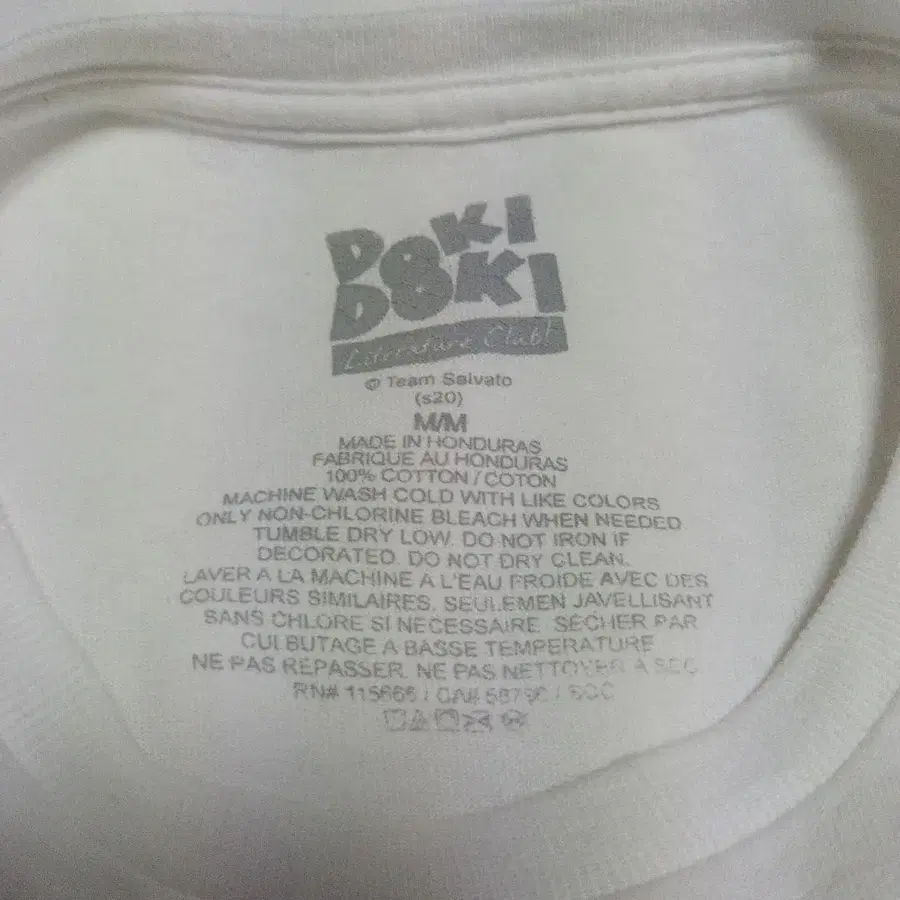 DOKI
DOKI
Literature Club!
© Team Salvato
(s20)
M/M
MADE IN HONDURAS
FABRIQUE AU HONDURAS
100% COTTON / COTON
MACHINE WASH COLD WITH LIKE COLORS
ONLY NON-CHLORINE BLEACH WHEN NEEDED
TUMBLE DRY LOW. DO NOT IRON IF
DECORATED. DO NOT DRY CLEAN.
LAVER A LA MACHINE A L'EAU FROIDE AVEC DES
COULEURS SIMILAIRES. SEULEMEN JAVELLISANT
SANS CHLORE SI NECESSAIRE. SECHER PAR
CULBUTAGE A BASSE TEMPERATURE
NE PAS REPASSER. NE PAS NETTOYER A SEC
RN# 115665 / CA#